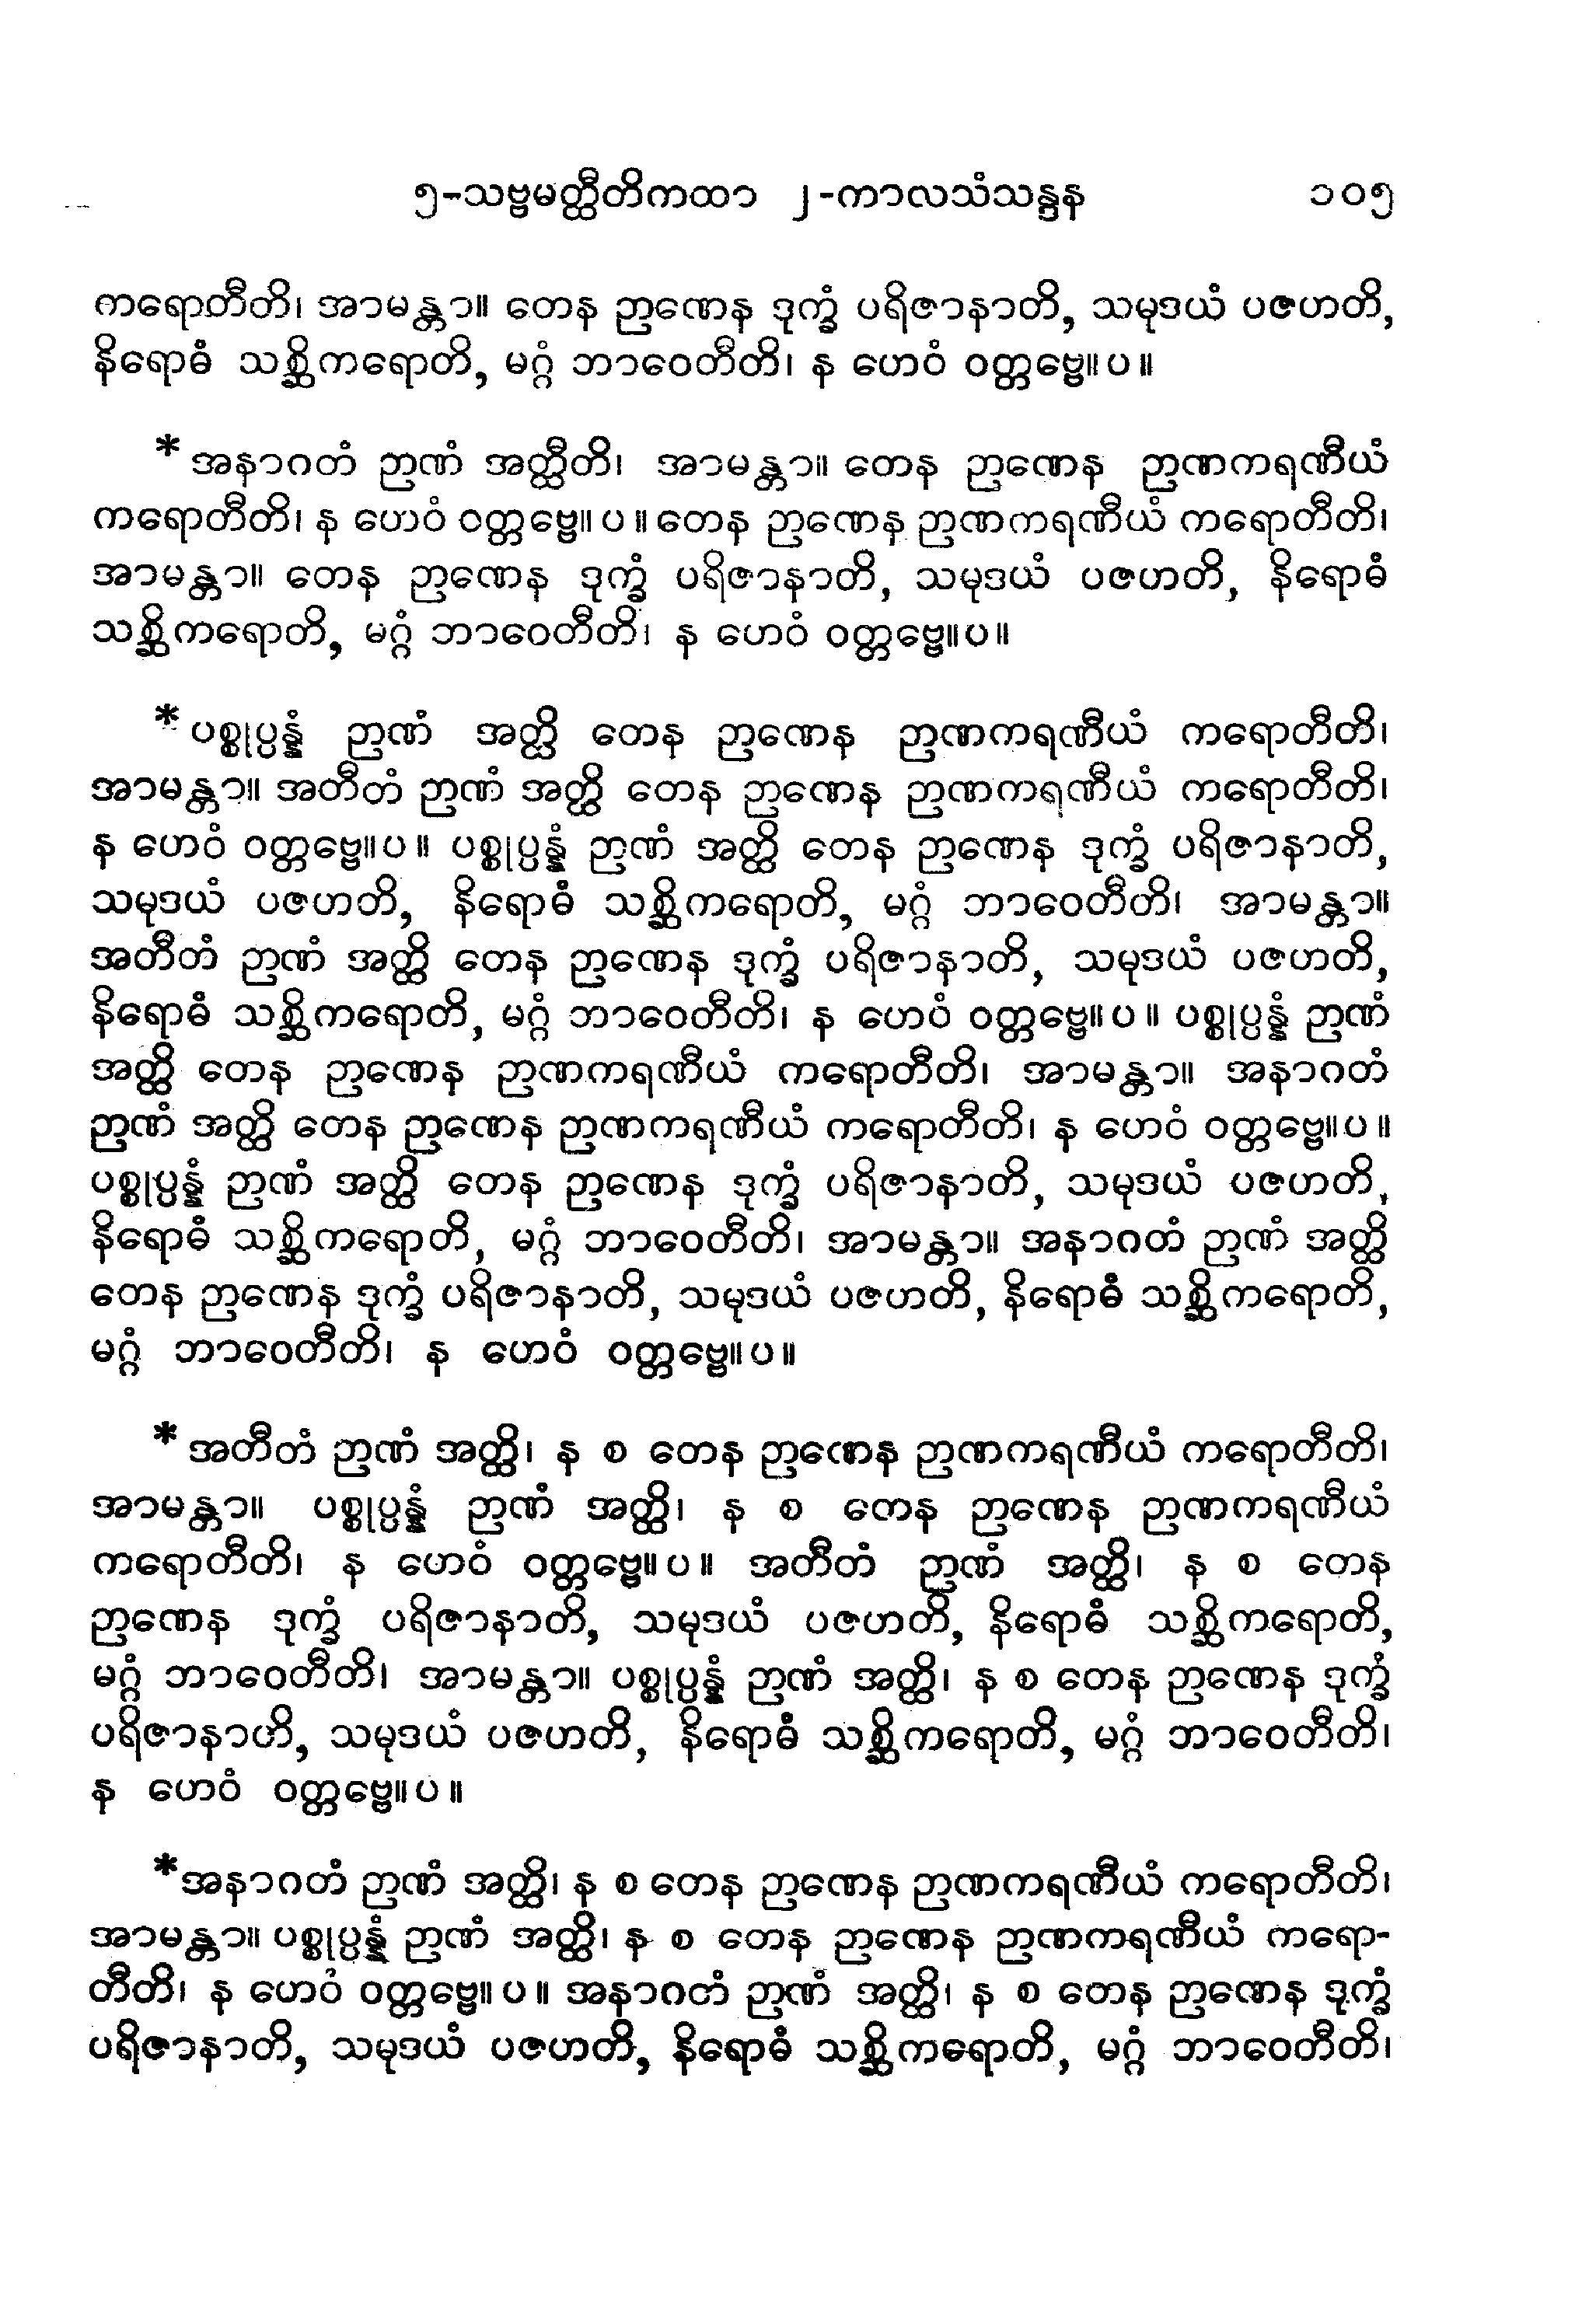 ၅-သဗ္ဗမတ္ထီတိကထာ ၂-ကာလသံသန္ဒန ၁၀၅
ကရောတီတိ၊ အာမန္တာ။ တေန ဉာဏေန ဒုက္ခံ ပရိဇာနာတိ, သမုဒယံ ပဇဟတိ,
နိရောဓံ သစ္ဆိကရောတိ, မဂ္ဂံ ဘာဝေတီတိ၊ န ဟေဝံ ဝတ္တဗ္ဗေ။ပ။
*အနာဂတံ ဉာဏံ အတ္ထီတိ၊ အာမန္တာ။ တေန ဉာဏေန ဉာဏကရဏီယံ
ကရောတီတိ၊ န ဟေဝံ ဝတ္တဗ္ဗေ။ပ။ တေန ဉာဏေန ဉာဏကရဏီယံ ကရောတီတိ၊
အာမန္တာ။ တေန ဉာဏေန ဒုက္ခံ ပရိဇာနာတိ, သမုဒယံ ပဇဟတိ, နိရောဓံ
သစ္ဆိကရောတိ, မဂ္ဂံ ဘာဝေတီတိ၊ န ဟေဝံ ဝတ္တဗ္ဗေ။ပ။
*ပစ္စုပ္ပန္နံ ဉာဏံ အတ္ထိ တေန ဉာဏေန ဉာဏကရဏီယံ ကရောတီတိ၊
အာမန္တာ။ အတီတံ ဉာဏံ အတ္ထိ တေန ဉာဏေန ဉာဏကရဏီယံ ကရောတီတိ၊
န ဟေဝံ ဝတ္တဗ္ဗေ။ပ။ ပစ္စုပ္ပန္နံ ဉာဏံ အတ္ထိ တေန ဉာဏေန ဒုက္ခံ ပရိဇာနာတိ,
သမုဒယံ ပဇဟတိ, နိရောဓံ သစ္ဆိကရောတိ, မဂ္ဂံ ဘာဝေတီတိ၊ အာမန္တာ။
အတီတံ ဉာဏံ အတ္ထိ တေန ဉာဏေန ဒုက္ခံ ပရိဇာနာတိ, သမုဒယံ ပဇဟတိ,
နိရောဓံ သစ္ဆိကရောတိ, မဂ္ဂံ ဘာဝေတီတိ၊ န ဟေဝံ ဝတ္တဗ္ဗေ။ပ။ ပစ္စုပ္ပန္နံ ဉာဏံ
အတ္ထိ တေန ဉာဏေန ဉာဏကရဏီယံ ကရောတီတိ၊ အာမန္တာ။ အနာဂတံ
ဉာဏံ အတ္ထိ တေန ဉာဏေန ဉာဏကရဏီယံ ကရောတီတိ၊ န ဟေဝံ ဝတ္တဗ္ဗေ။ပ။
ပစ္စုပ္ပန္နံ ဉာဏံ အတ္ထိ တေန ဉာဏေန ဒုက္ခံ ပရိဇာနာတိ, သမုဒယံ ပဇဟတိ,
နိရောဓံ သစ္ဆိကရောတိ, မဂ္ဂံ ဘာဝေတီတိ၊ အာမန္တာ။ အနာဂတံ ဉာဏံ အတ္ထိ
တေန ဉာဏေန ဒုက္ခံ ပရိဇာနာတိ, သမုဒယံ ပဇဟတိ, နိရောဓံ သစ္ဆိကရောတိ,
မဂ္ဂံ ဘာဝေတီတိ၊ န ဟေဝံ ဝတ္တဗ္ဗေ။ပ။
*အတီတံ ဉာဏံ အတ္ထိ၊ န စ တေန ဉာဏေန ဉာဏကရဏီယံ ကရောတီတိ၊
အာမန္တာ။ ပစ္စုပ္ပန္နံ ဉာဏံ အတ္ထိ၊ န စ တေန ဉာဏေန ဉာဏကရဏီယံ
ကရောတီတိ၊ န ဟေဝံ ဝတ္တဗ္ဗေ။ပ။ အတီတံ ဉာဏံ အတ္ထိ၊ န စ တေန
ဉာဏေန ဒုက္ခံ ပရိဇာနာတိ, သမုဒယံ ပဇဟတိ, နိရောဓံ သစ္ဆိကရောတိ,
မဂ္ဂံ ဘာဝေတီတိ၊ အာမန္တာ။ ပစ္စုပ္ပန္နံ ဉာဏံ အတ္ထိ၊ န စ တေန ဉာဏေန ဒုက္ခံ
ပရိဇာနာတိ, သမုဒယံ ပဇဟတိ, နိရောဓံ သစ္ဆိကရောတိ, မဂ္ဂံ ဘာဝေတီတိ၊
န ဟေဝံ ဝတ္တဗ္ဗေ။ပ။
*အနာဂတံ ဉာဏံ အတ္ထိ၊ န စ တေန ဉာဏေန ဉာဏကရဏီယံ ကရောတီတိ၊
အာမန္တာ။ ပစ္စုပ္ပန္နံ ဉာဏံ အတ္ထိ၊ န စ တေန ဉာဏေန ဉာဏကရဏီယံ ကရော-
တီတိ၊ န ဟေဝံ ဝတ္တဗ္ဗေ။ပ။ အနာဂတံ ဉာဏံ အတ္ထိ၊ န စ တေန ဉာဏေန ဒုက္ခံ
ပရိဇာနာတိ, သမုဒယံ ပဇဟတိ, နိရောဓံ သစ္ဆိကရောတိ, မဂ္ဂံ ဘာဝေတီတိ၊